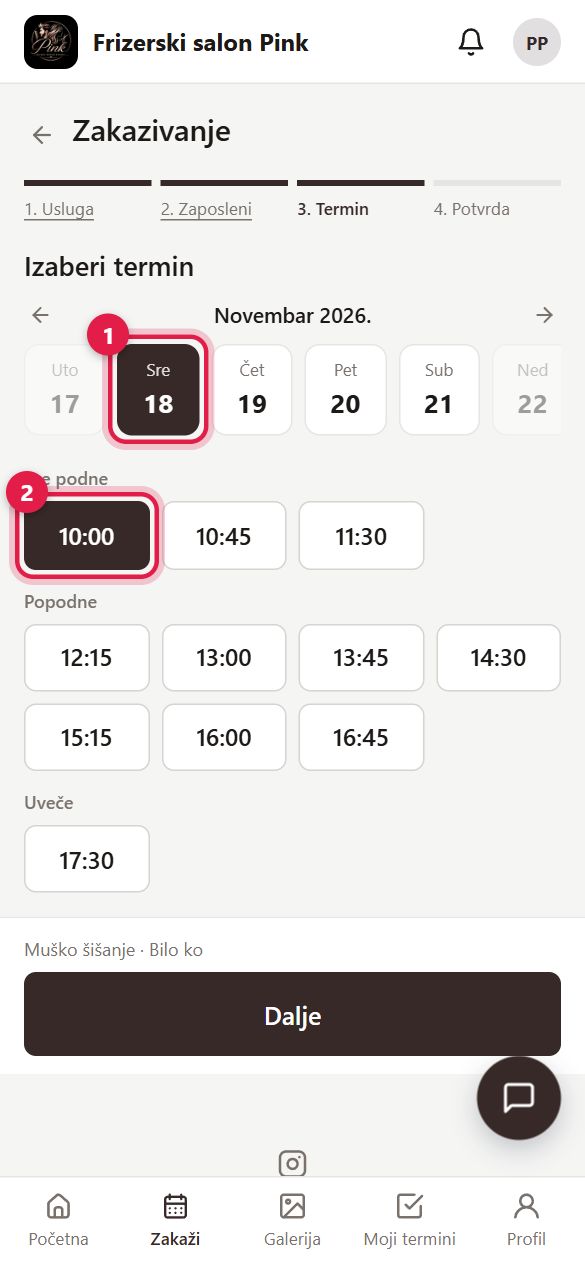 Pink
Frizerski salon Pink
PP
Zakazivanje
1. Usluga
2. Zaposleni
3. Termin
4. Potvrda
Izaberi termin
Novembar 2026.
1
Uto
17
Sre
18
Čet
19
Pet
20
Sub
21
Ned
22
2
e podne
10:00
10:45
11:30
Popodne
12:15
13:00
13:45
14:30
15:15
16:00
16:45
Uveče
17:30
Muško šišanje · Bilo ko
Dalje
Početna
Zakaži
Galerija
Moji termini
Profil